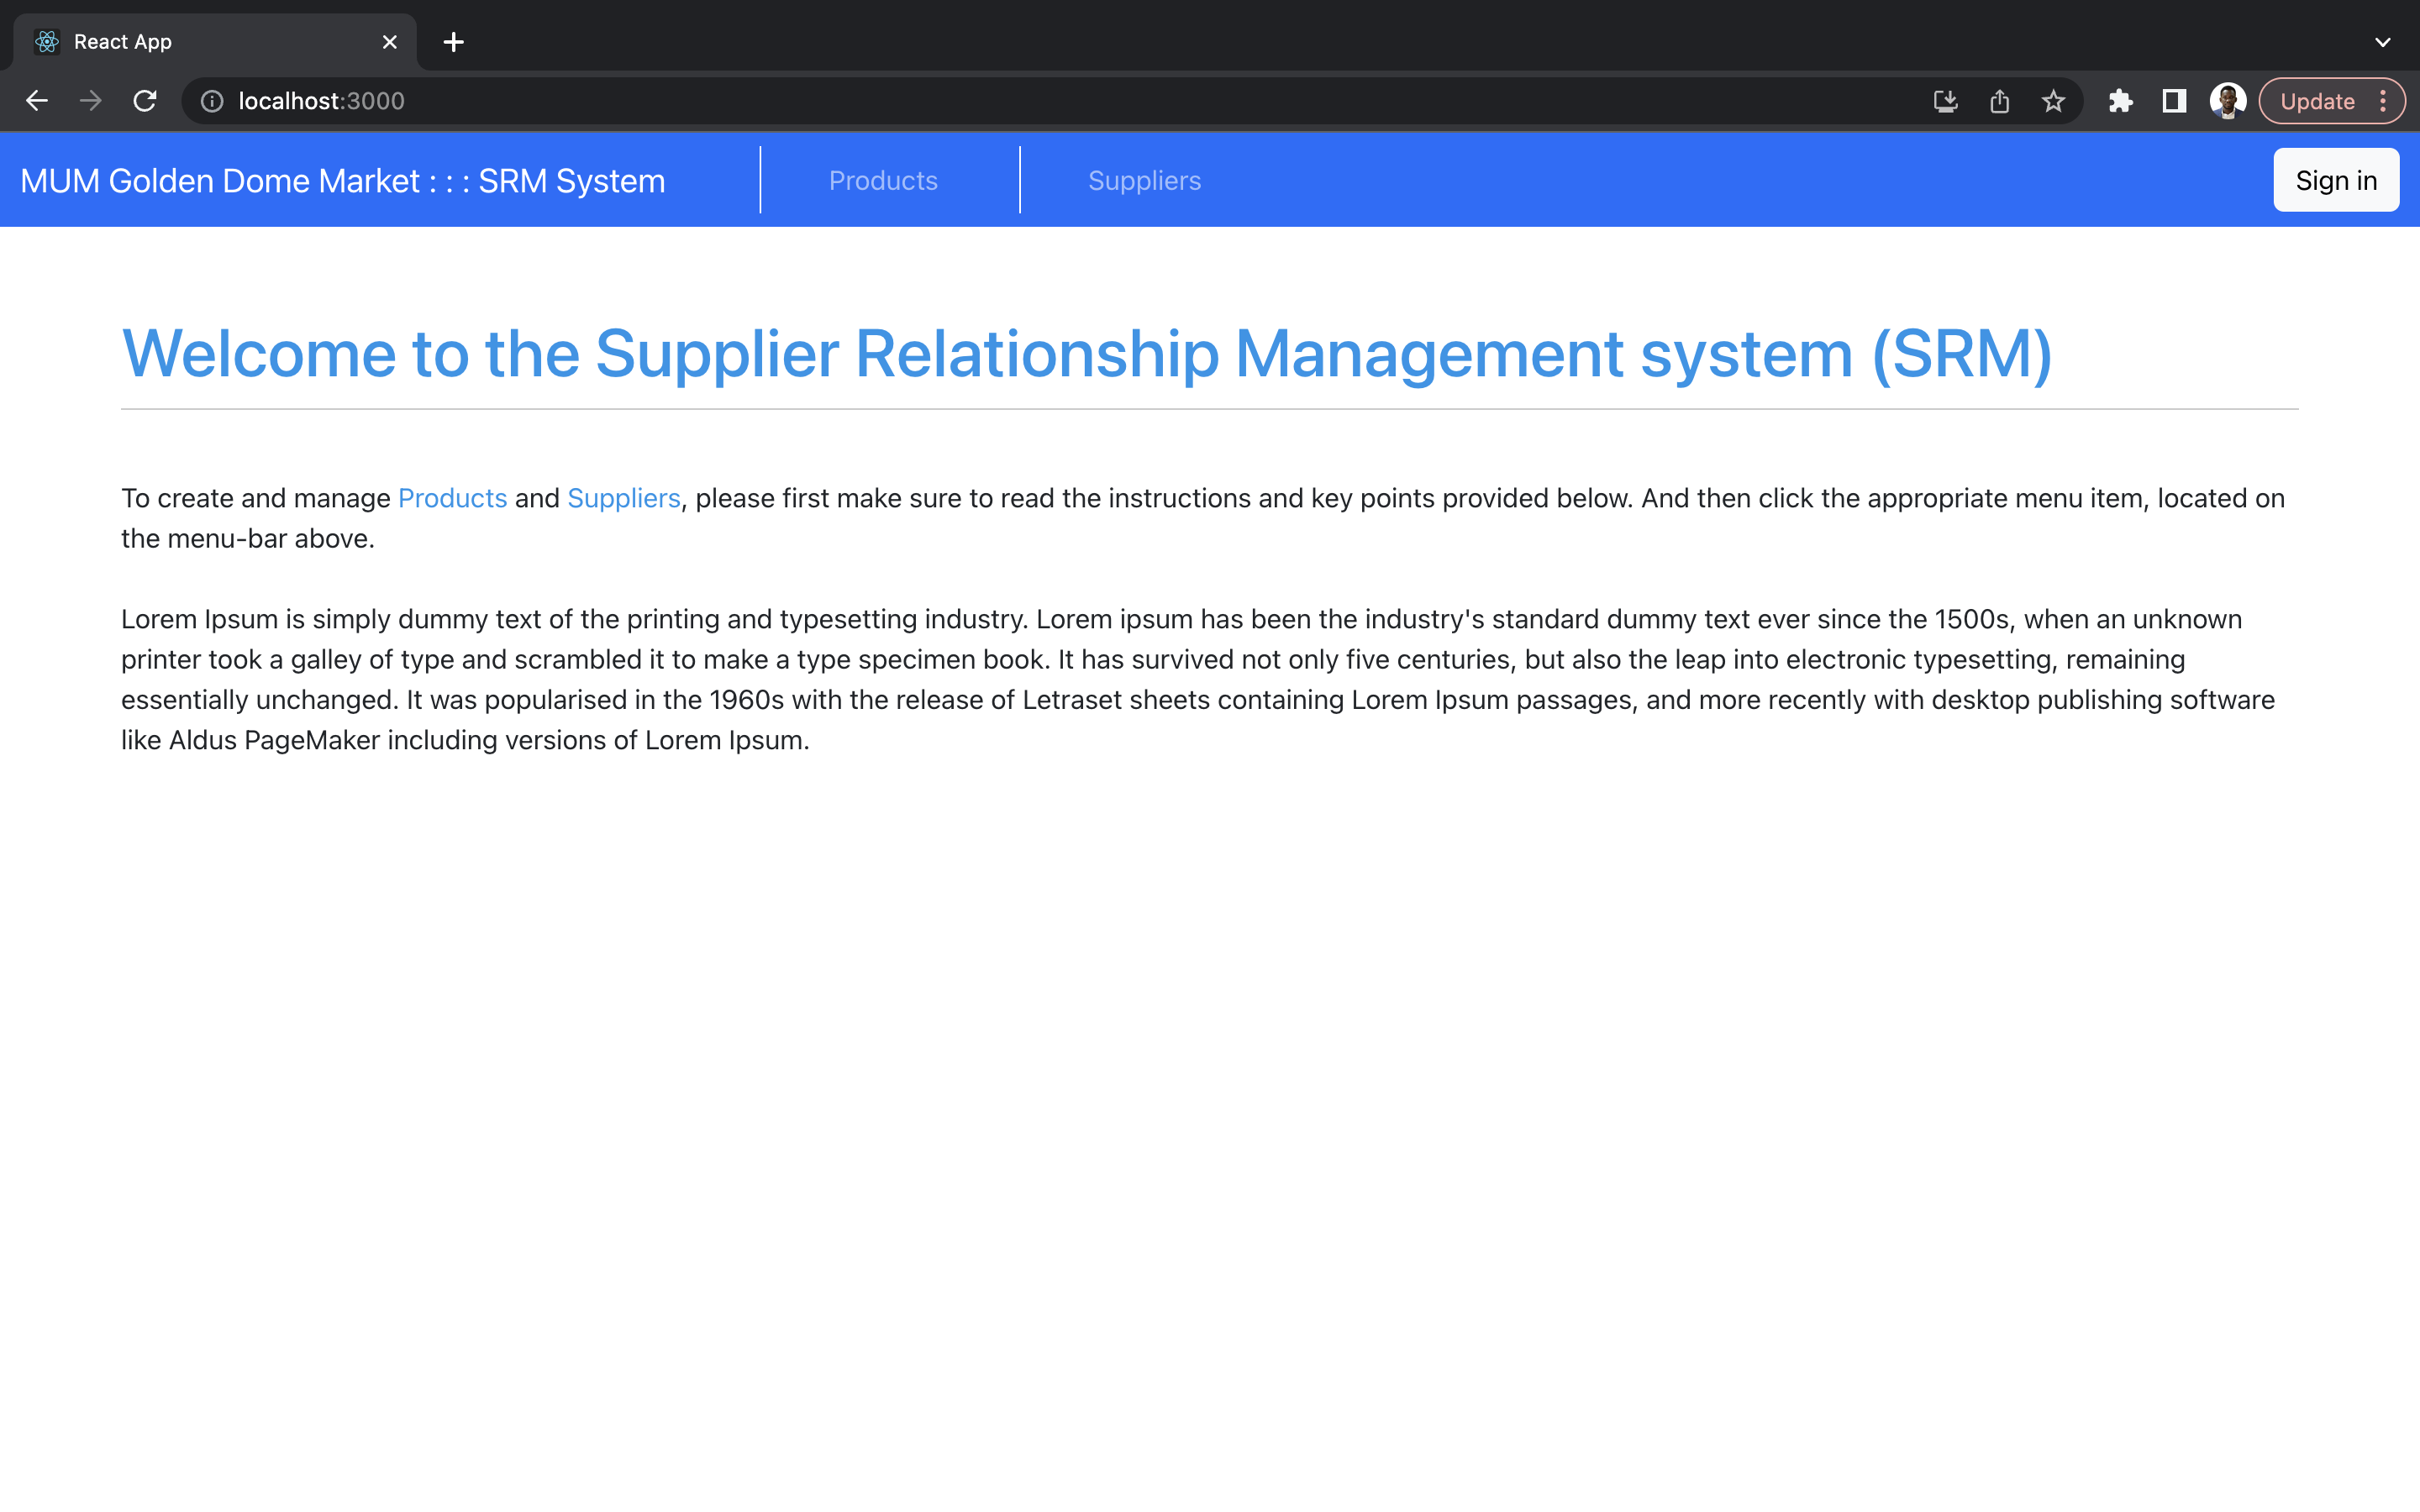 React App
localhost:3000
Update
MUM Golden Dome Market : : : SRM System
Products
Suppliers
Sign in
Welcome to the Supplier Relationship Management system (SRM)
To create and manage Products and Suppliers, please first make sure to read the instructions and key points provided below. And then click the appropriate menu item, located on
the menu-bar above.
Lorem Ipsum is simply dummy text of the printing and typesetting industry. Lorem ipsum has been the industry's standard dummy text ever since the 1500s, when an unknown
printer took a galley of type and scrambled it to make a type specimen book. It has survived not only five centuries, but also the leap into electronic typesetting, remaining
essentially unchanged. It was popularised in the 1960s with the release of Letraset sheets containing Lorem Ipsum passages, and more recently with desktop publishing software
like Aldus PageMaker including versions of Lorem Ipsum.